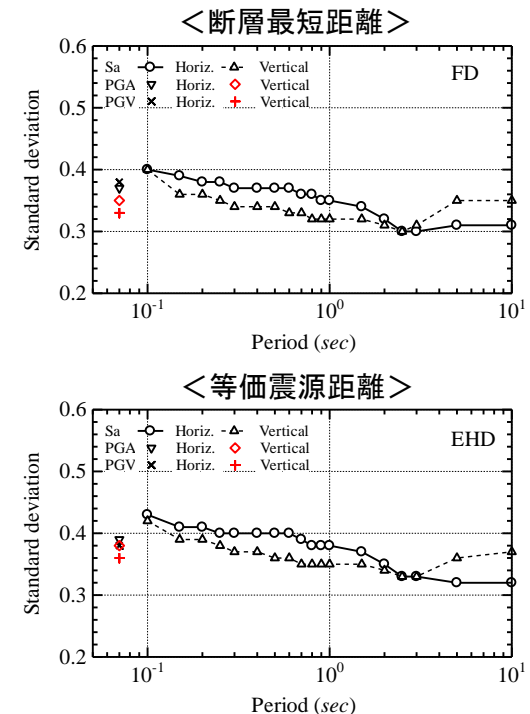 <断層最短距離>
0.6
Sa Horiz. Vertical
FD
PGA Horiz. Vertical
PGV Horiz. Vertical
0.5
0.4
0.3
0.2
Standard deviation
10-1 100 101
Period (sec)
<等価震源距離>
0.6
Sa Horiz. Vertical
EHD
PGA Horiz. Vertical
PGV Horiz. Vertical
0.5
0.4
0.3
0.2
Standard deviation
10-1 100 101
Period (sec)